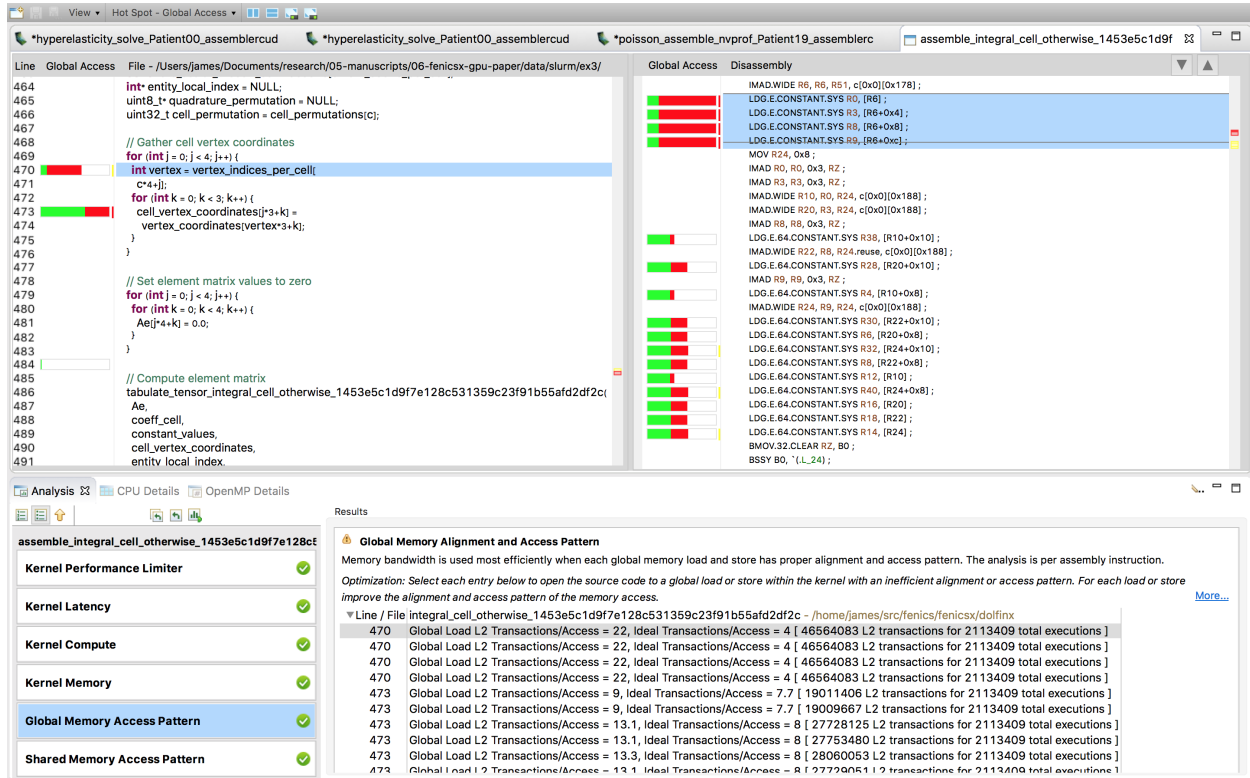 View ▾ Hot Spot - Global Access ▾
*hyperelasticity_solve_Patient00_assemblercud *hyperelasticity_solve_Patient00_assemblercud *poisson_assemble_nvprof_Patient19_assemblerc assemble_integral_cell_otherwise_1453e5c1d9f
Line Global Access File - /Users/james/Documents/research/05-manuscripts/06-fenicsx-gpu-paper/data/slurm/ex3/
464 int* entity_local_index = NULL;
465 uint8_t* quadrature_permutation = NULL;
466 uint32_t cell_permutation = cell_permutations[c];
467
468 // Gather cell vertex coordinates
469 for (int j = 0; j < 4; j++) {
470 int vertex = vertex_indices_per_cell[
471 c*4+j];
472 for (int k = 0; k < 3; k++) {
473 cell_vertex_coordinates[j*3+k] =
474 vertex_coordinates[vertex*3+k];
475 }
476 }
477
478 // Set element matrix values to zero
479 for (int j = 0; j < 4; j++) {
480 for (int k = 0; k < 4; k++) {
481 Ae[j*4+k] = 0.0;
482 }
483 }
484
485 // Compute element matrix
486 tabulate_tensor_integral_cell_otherwise_1453e5c1d9f7e128c531359c23f91b55afd2df2c(
487 Ae,
488 coeff_cell,
489 constant_values,
490 cell_vertex_coordinates,
491 entity_local_index,
Global Access Disassembly
IMAD.WIDE R6, R6, R51, c[0x0][0x178] ;
LDG.E.CONSTANT.SYS R0, [R6] ;
LDG.E.CONSTANT.SYS R3, [R6+0x4] ;
LDG.E.CONSTANT.SYS R8, [R6+0x8] ;
LDG.E.CONSTANT.SYS R9, [R6+0xc] ;
MOV R24, 0x8 ;
IMAD R0, R0, 0x3, RZ ;
IMAD R3, R3, 0x3, RZ ;
IMAD.WIDE R10, R0, R24, c[0x0][0x188] ;
IMAD.WIDE R20, R3, R24, c[0x0][0x188] ;
IMAD R8, R8, 0x3, RZ ;
LDG.E.64.CONSTANT.SYS R38, [R10+0x10] ;
IMAD.WIDE R22, R8, R24.reuse, c[0x0][0x188] ;
LDG.E.64.CONSTANT.SYS R28, [R20+0x10] ;
IMAD R9, R9, 0x3, RZ ;
LDG.E.64.CONSTANT.SYS R4, [R10+0x8] ;
IMAD.WIDE R24, R9, R24, c[0x0][0x188] ;
LDG.E.64.CONSTANT.SYS R30, [R22+0x10] ;
LDG.E.64.CONSTANT.SYS R6, [R20+0x8] ;
LDG.E.64.CONSTANT.SYS R32, [R24+0x10] ;
LDG.E.64.CONSTANT.SYS R8, [R22+0x8] ;
LDG.E.64.CONSTANT.SYS R12, [R10] ;
LDG.E.64.CONSTANT.SYS R40, [R24+0x8] ;
LDG.E.64.CONSTANT.SYS R16, [R20] ;
LDG.E.64.CONSTANT.SYS R18, [R22] ;
LDG.E.64.CONSTANT.SYS R14, [R24] ;
BMOV.32.CLEAR RZ, B0 ;
BSSY B0, `(.L_24) ;
Analysis CPU Details OpenMP Details
assemble_integral_cell_otherwise_1453e5c1d9f7e128c5
Kernel Performance Limiter
Kernel Latency
Kernel Compute
Kernel Memory
Global Memory Access Pattern
Shared Memory Access Pattern
Results
Global Memory Alignment and Access Pattern
Memory bandwidth is used most efficiently when each global memory load and store has proper alignment and access pattern. The analysis is per assembly instruction.
Optimization: Select each entry below to open the source code to a global load or store within the kernel with an inefficient alignment or access pattern. For each load or store
improve the alignment and access pattern of the memory access. More...
▼Line / File integral_cell_otherwise_1453e5c1d9f7e128c531359c23f91b55afd2df2c - /home/james/src/fenics/fenicsx/dolfinx
470 Global Load L2 Transactions/Access = 22, Ideal Transactions/Access = 4 [ 46564083 L2 transactions for 2113409 total executions ]
470 Global Load L2 Transactions/Access = 22, Ideal Transactions/Access = 4 [ 46564083 L2 transactions for 2113409 total executions ]
470 Global Load L2 Transactions/Access = 22, Ideal Transactions/Access = 4 [ 46564083 L2 transactions for 2113409 total executions ]
470 Global Load L2 Transactions/Access = 22, Ideal Transactions/Access = 4 [ 46564083 L2 transactions for 2113409 total executions ]
473 Global Load L2 Transactions/Access = 9, Ideal Transactions/Access = 7.7 [ 19011406 L2 transactions for 2113409 total executions ]
473 Global Load L2 Transactions/Access = 9, Ideal Transactions/Access = 7.7 [ 19009667 L2 transactions for 2113409 total executions ]
473 Global Load L2 Transactions/Access = 13.1, Ideal Transactions/Access = 8 [ 27728125 L2 transactions for 2113409 total executions ]
473 Global Load L2 Transactions/Access = 13.1, Ideal Transactions/Access = 8 [ 27753480 L2 transactions for 2113409 total executions ]
473 Global Load L2 Transactions/Access = 13.3, Ideal Transactions/Access = 8 [ 28060053 L2 transactions for 2113409 total executions ]
473 Global Load L2 Transactions/Access = 13.1, Ideal Transactions/Access = 8 [ 27729051 L2 transactions for 2113409 total executions ]